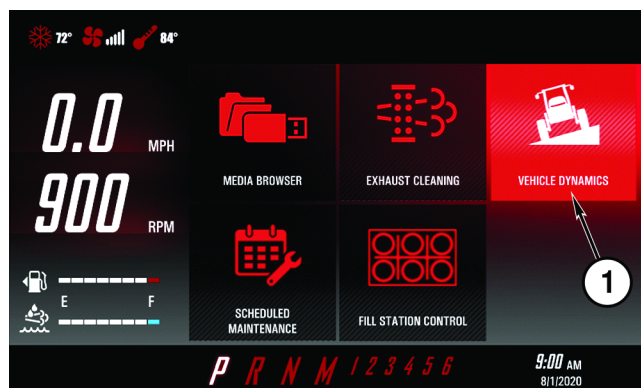 72° 84°
0.0 MPH
900 RPM
E F
MEDIA BROWSER
EXHAUST CLEANING
VEHICLE DYNAMICS
SCHEDULED
MAINTENANCE
FILL STATION CONTROL
1
P R N M 1 2 3 4 5 6
9:00 AM
8/1/2020